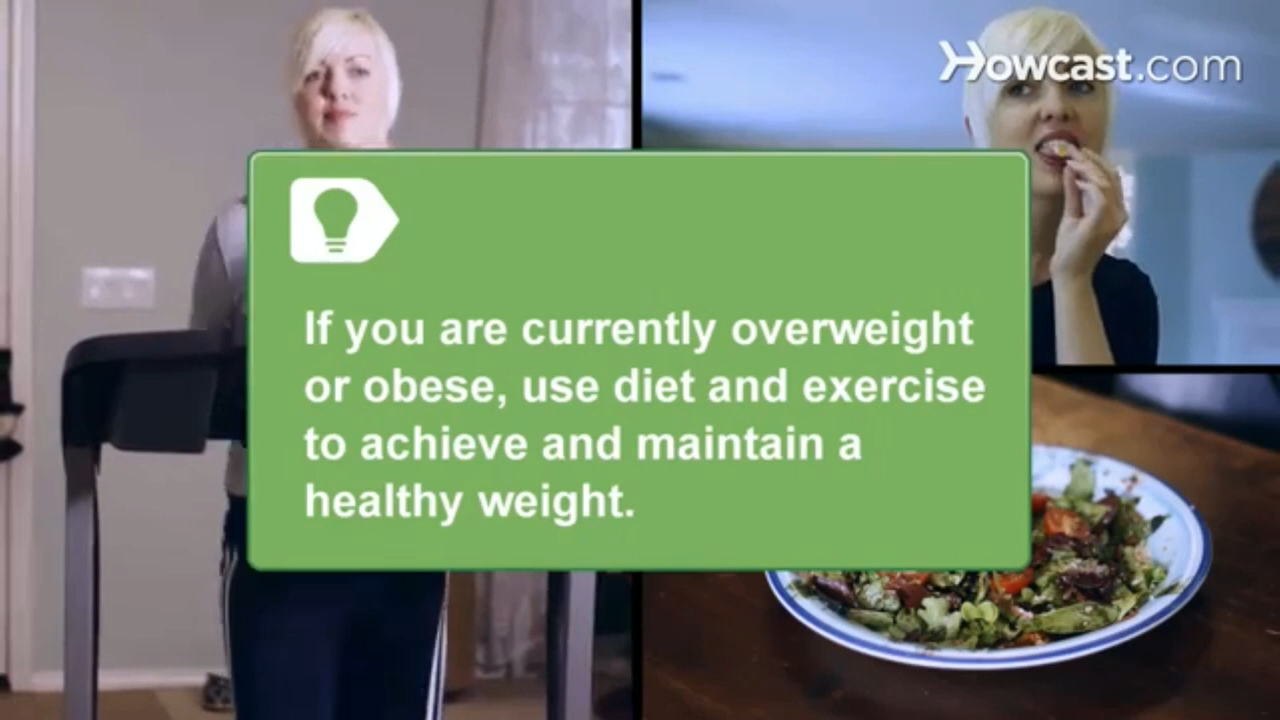 Howcast.com
If you are currently overweight
or obese, use diet and exercise
to achieve and maintain a
healthy weight.